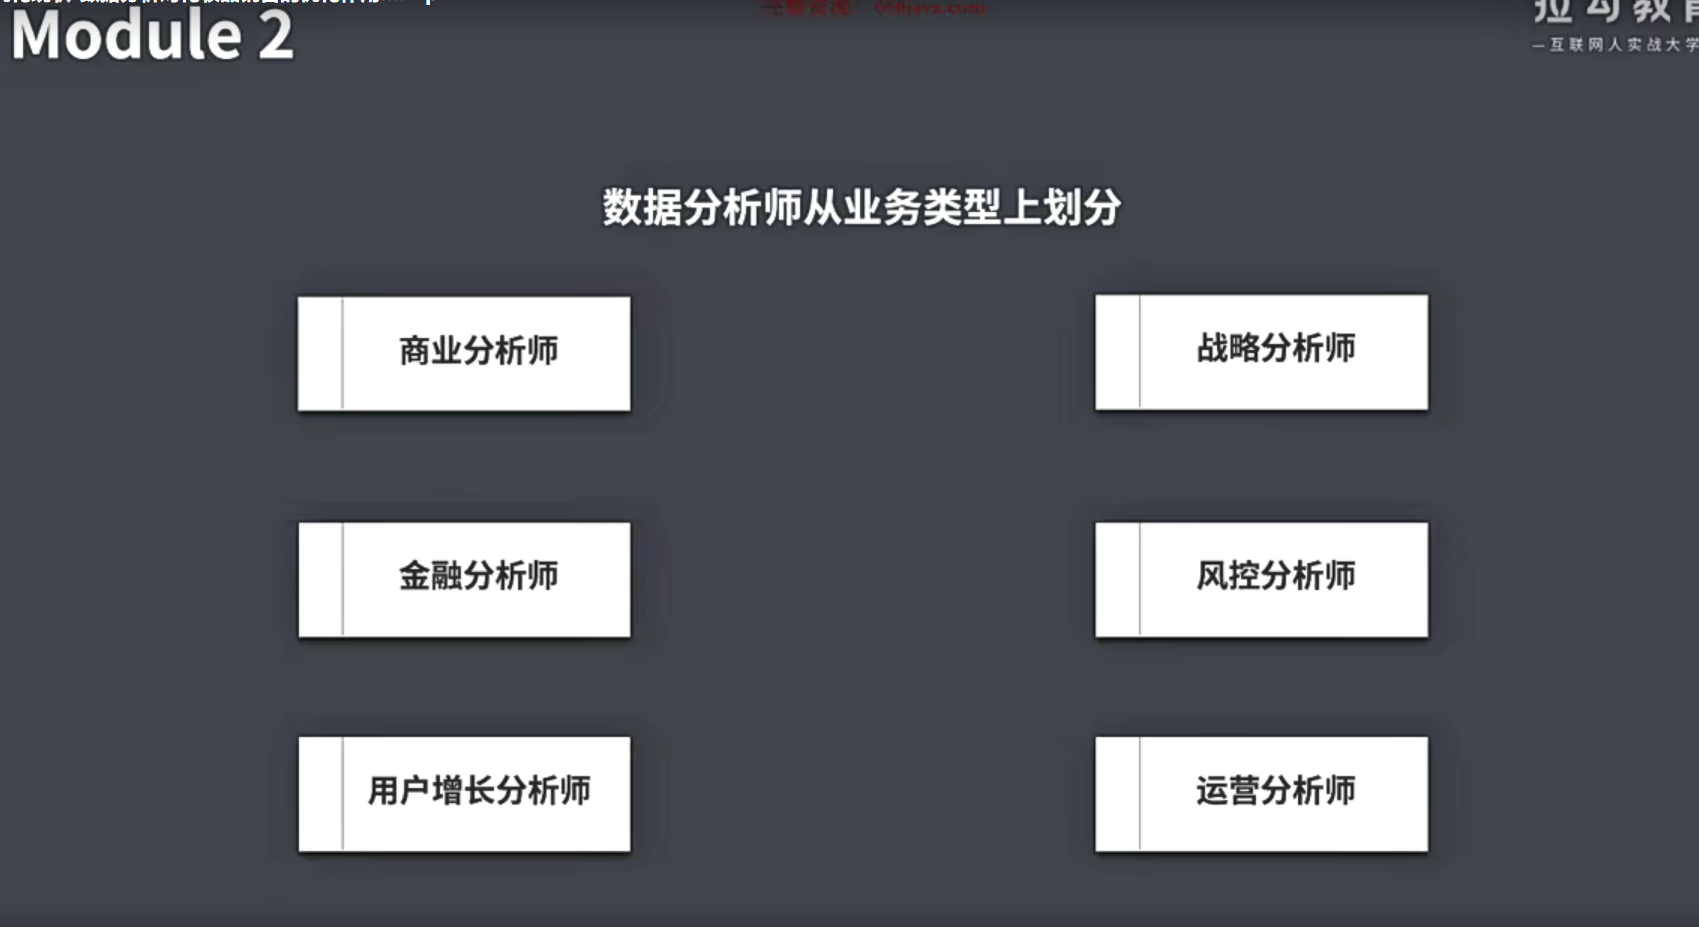 Module 2
拉勾教育
—互联网人实战大学
数据分析师从业务类型上划分
商业分析师
战略分析师
金融分析师
风控分析师
用户增长分析师
运营分析师